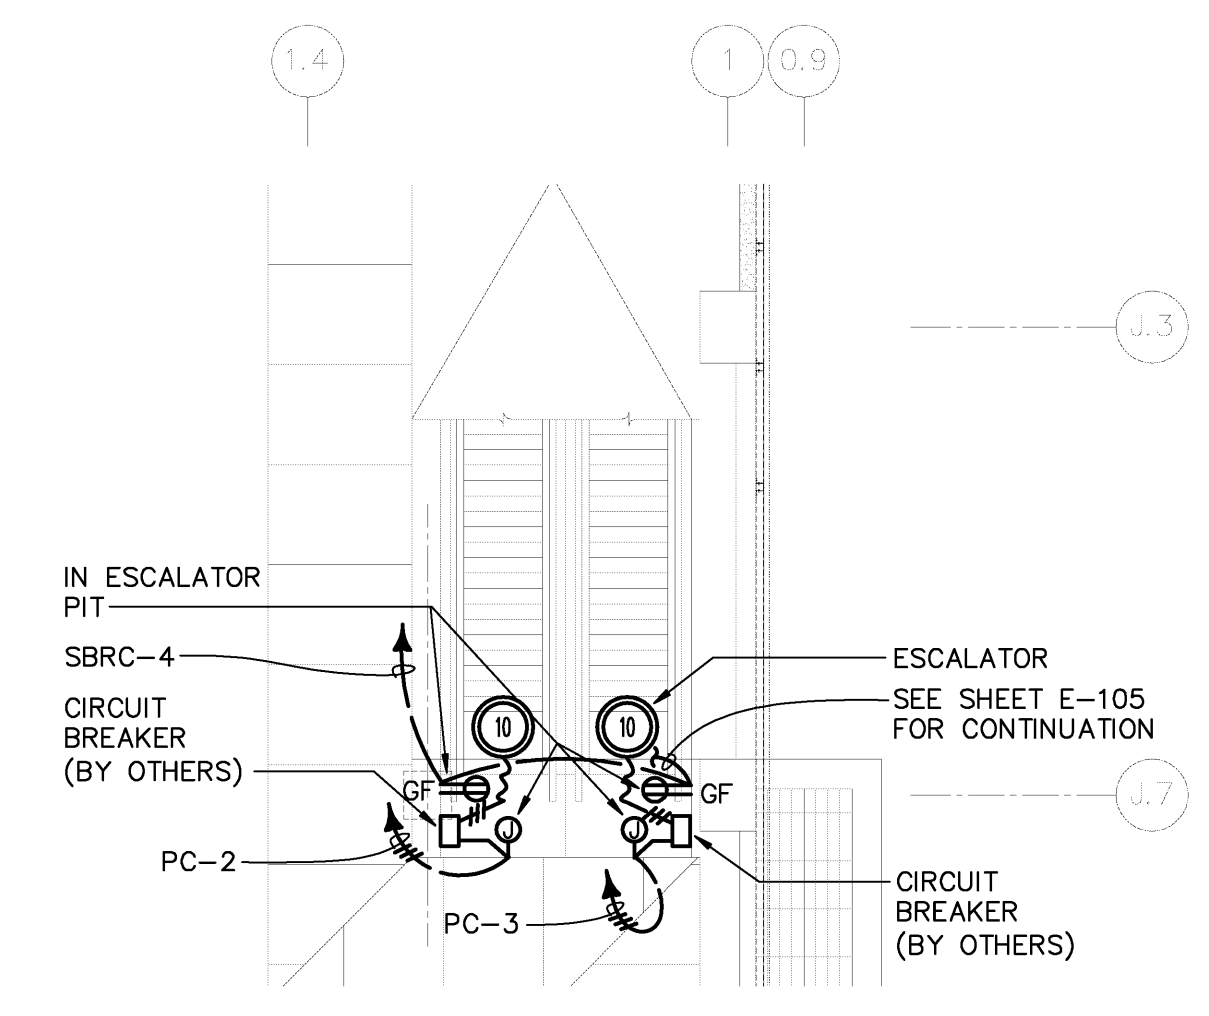 1.4
1
0.9
J.3
IN ESCALATOR
PIT
SBRC-4
ESCALATOR
CIRCUIT
BREAKER
(BY OTHERS)
SEE SHEET E-105
FOR CONTINUATION
10
10
GF
GF
J.7
J
J
PC-2
PC-3
CIRCUIT
BREAKER
(BY OTHERS)